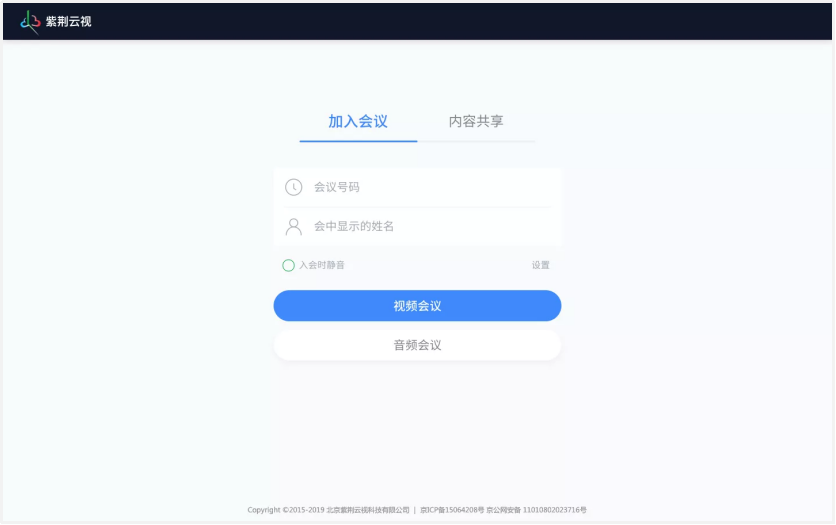 紫荆云视
加入会议 内容共享
会议号码
会中显示的姓名
入会时静音 设置
视频会议
音频会议
Copyright ©2015-2019 北京紫荆云视科技有限公司 | 京ICP备15064208号 京公网安备 11010802023716号